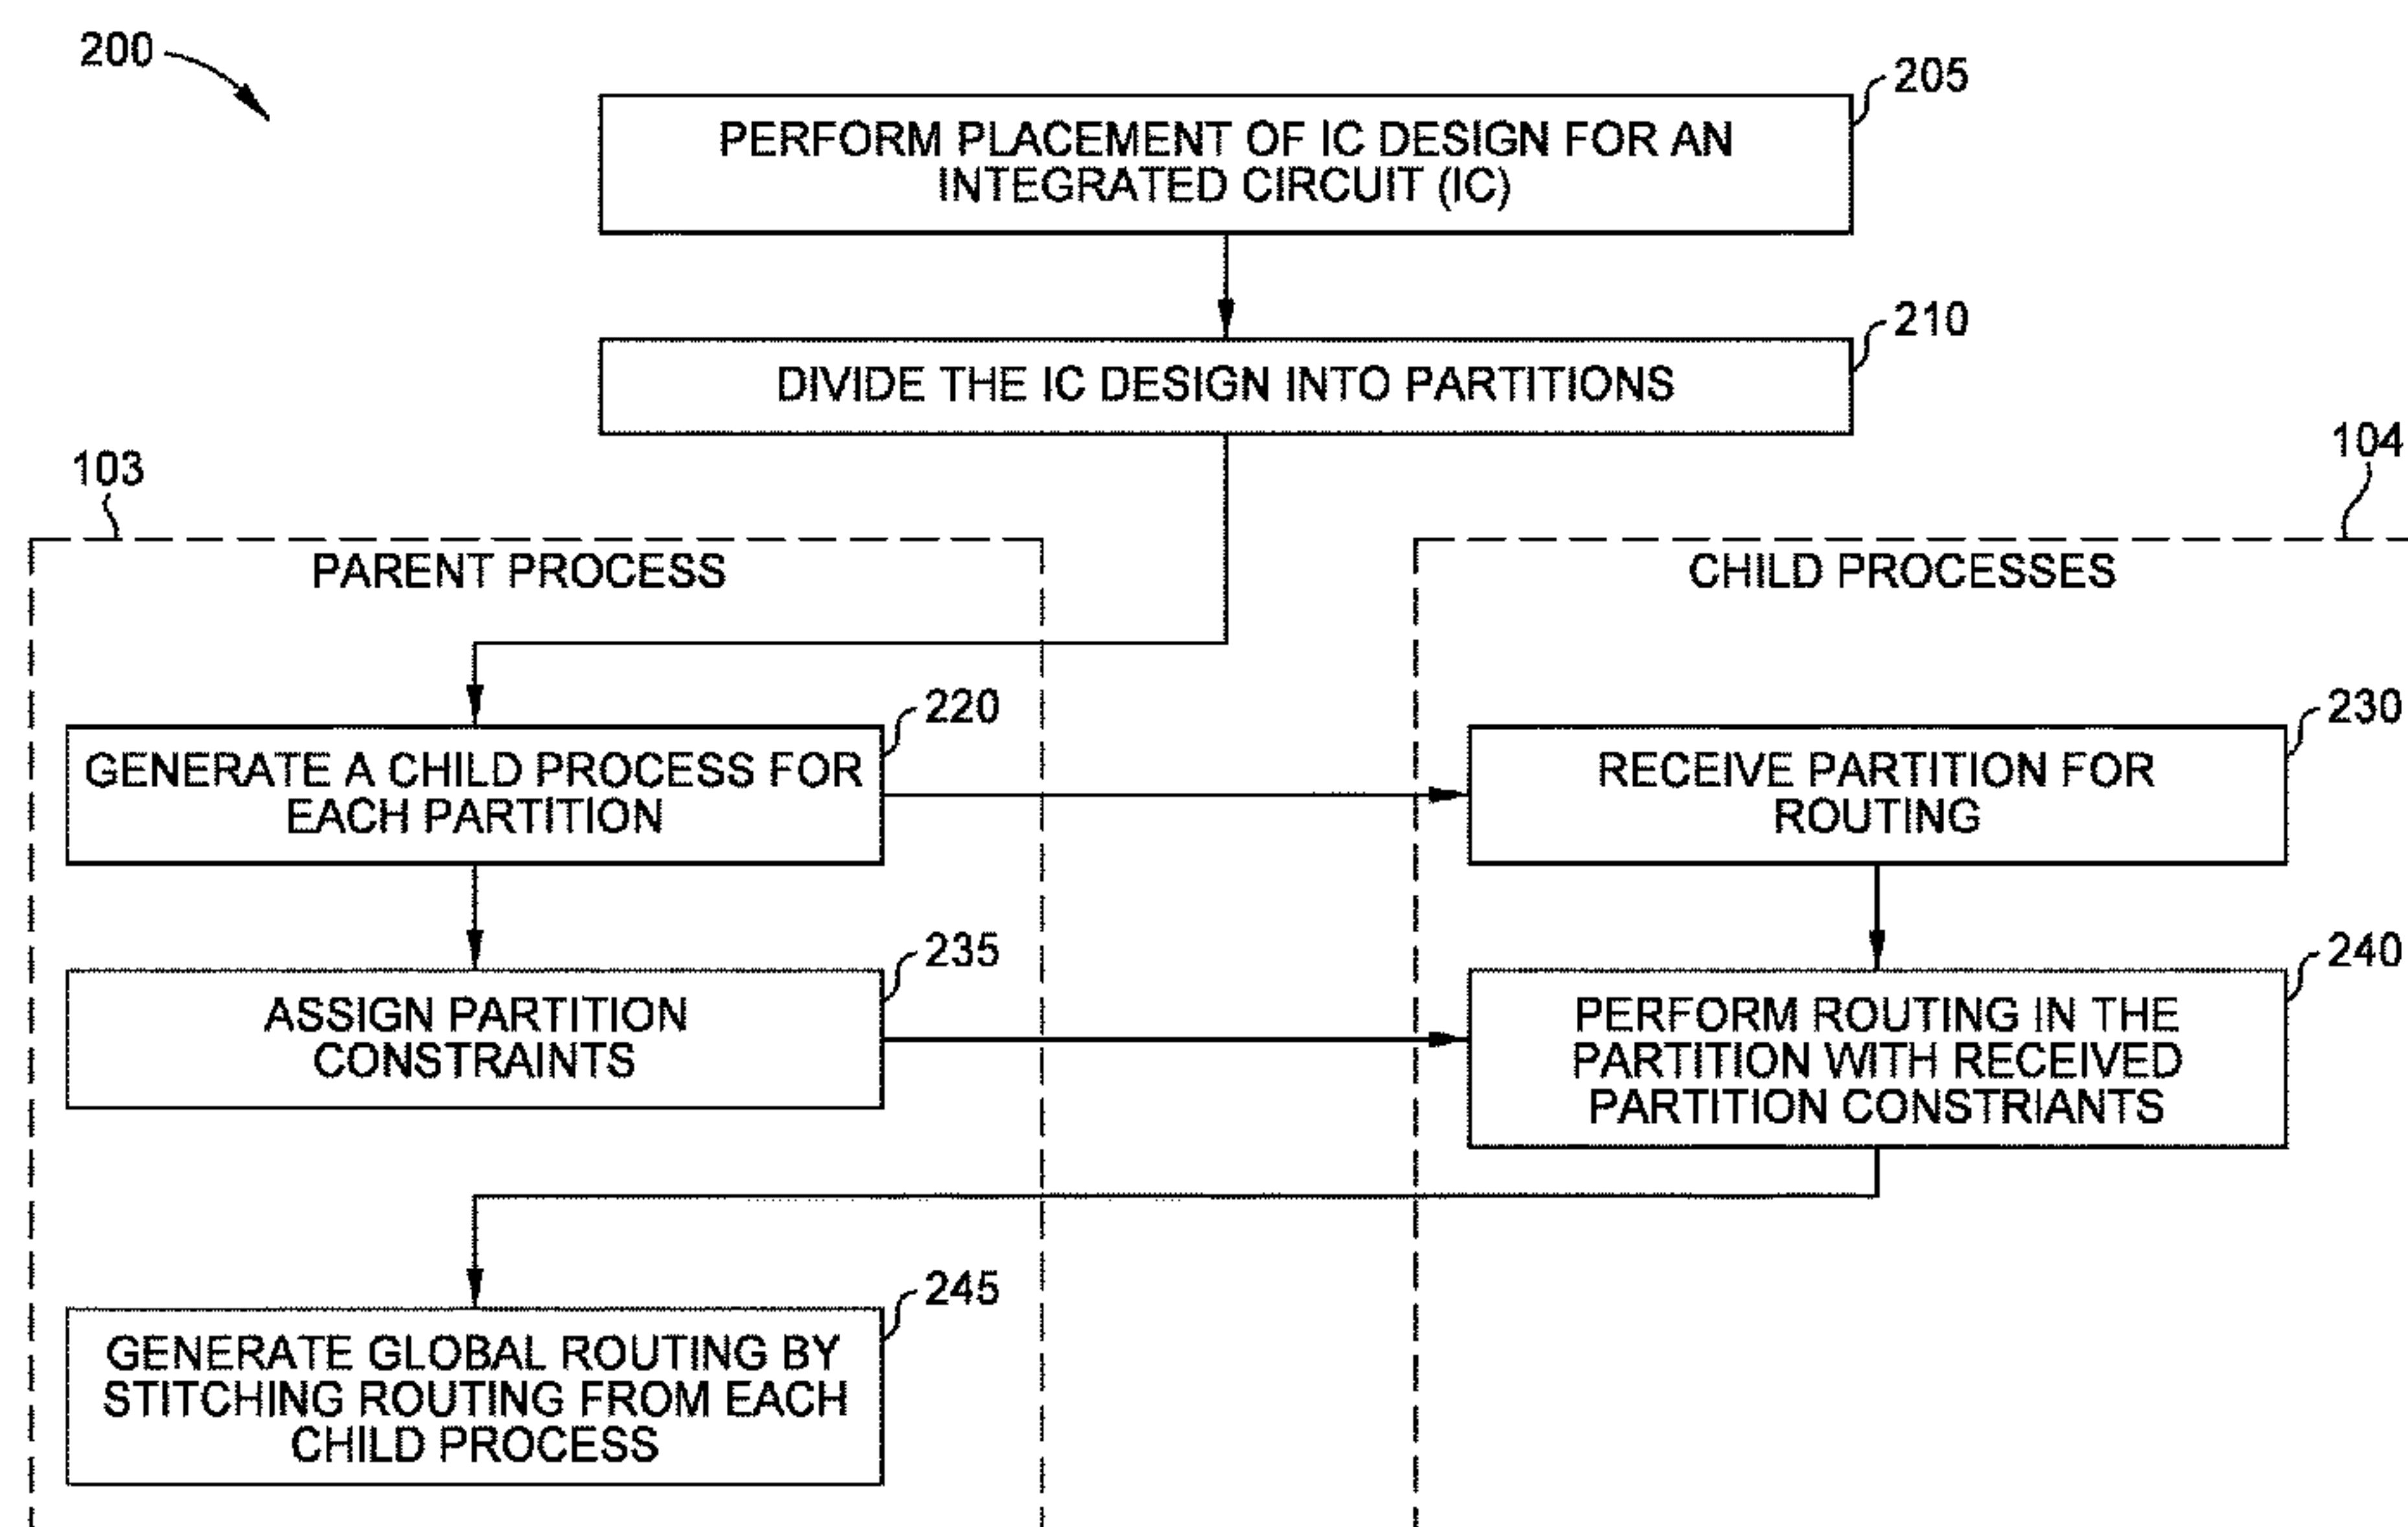 200
205
PERFORM PLACEMENT OF IC DESIGN FOR AN
INTEGRATED CIRCUIT (IC)
210
DIVIDE THE IC DESIGN INTO PARTITIONS
103
104
PARENT PROCESS
CHILD PROCESSES
220
GENERATE A CHILD PROCESS FOR
EACH PARTITION
230
RECEIVE PARTITION FOR
ROUTING
235
ASSIGN PARTITION
CONSTRAINTS
240
PERFORM ROUTING IN THE
PARTITION WITH RECEIVED
PARTITION CONSTRIANTS
245
GENERATE GLOBAL ROUTING BY
STITCHING ROUTING FROM EACH
CHILD PROCESS